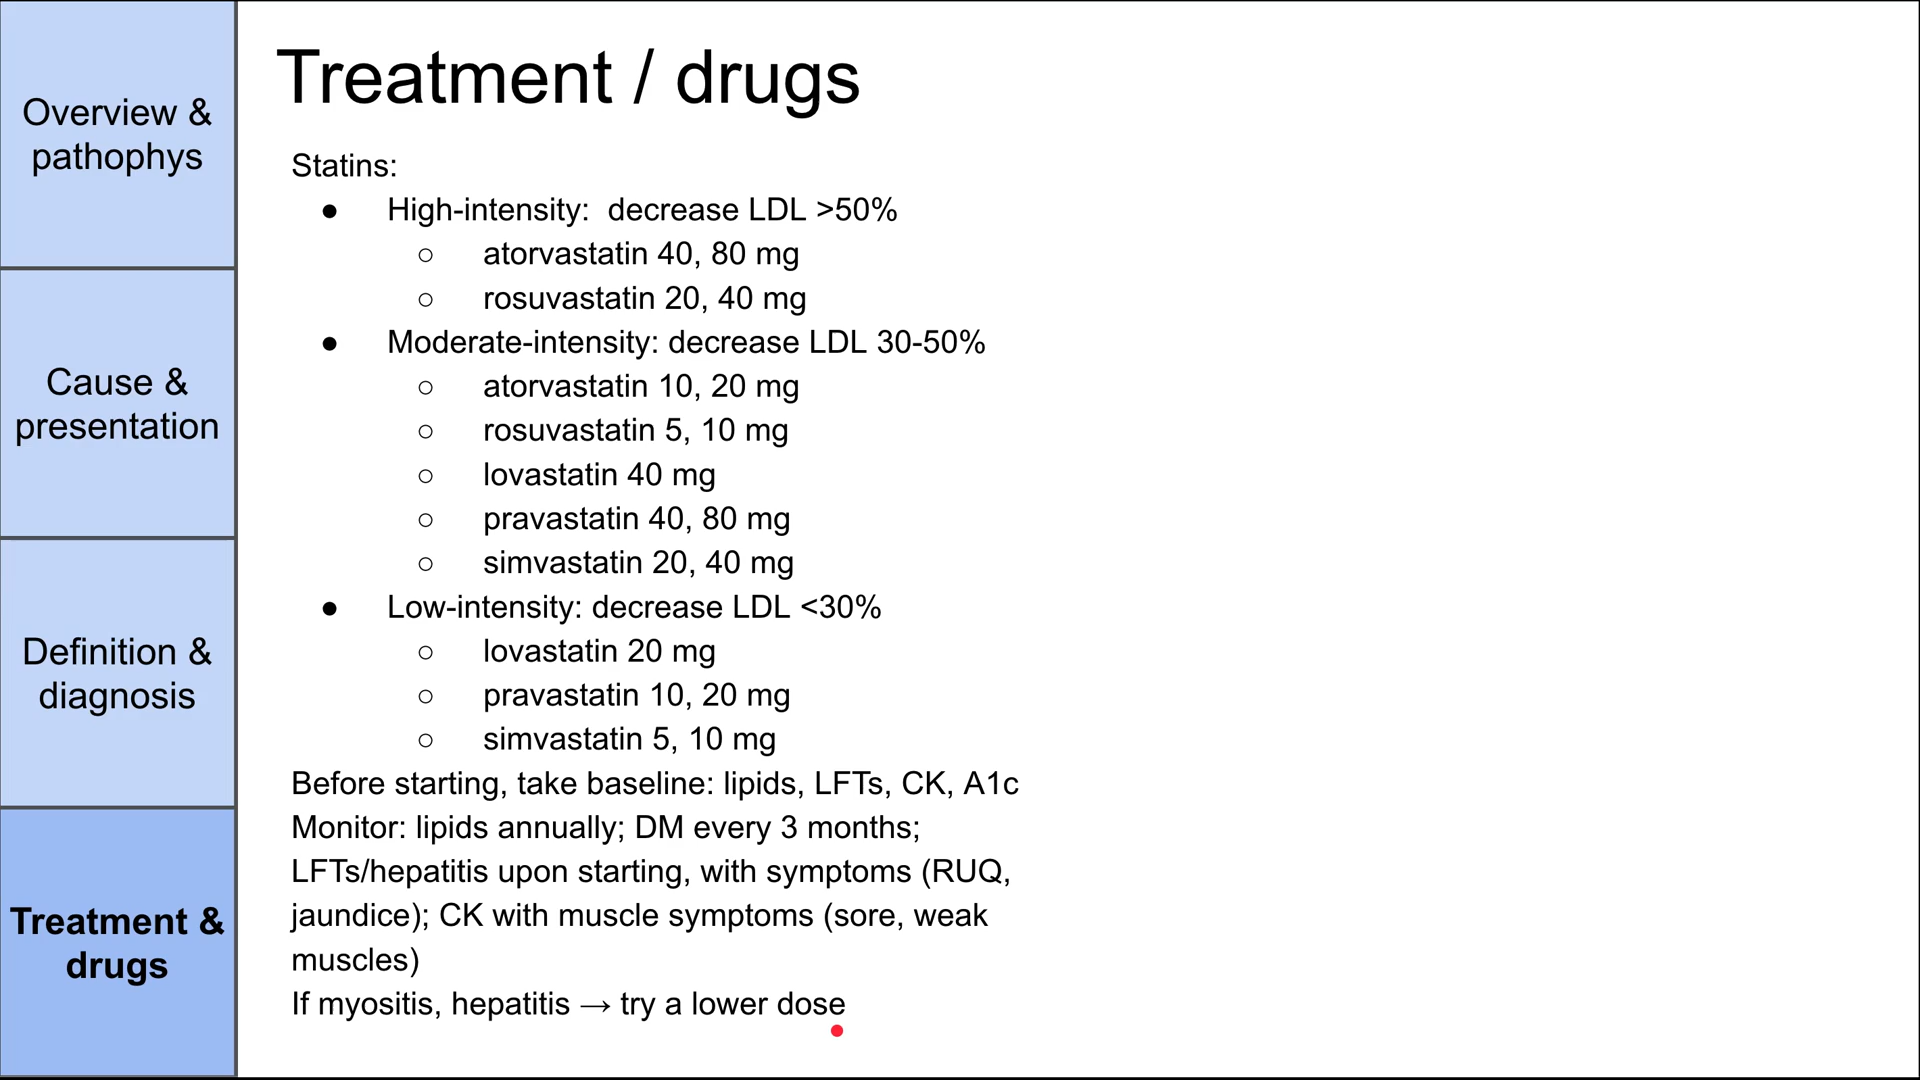 Overview &
pathophys
Cause &
presentation
Definition &
diagnosis
Treatment &
drugs
Treatment / drugs
Statins:
● High-intensity:  decrease LDL >50%
○ atorvastatin 40, 80 mg
○ rosuvastatin 20, 40 mg
● Moderate-intensity: decrease LDL 30-50%
○ atorvastatin 10, 20 mg
○ rosuvastatin 5, 10 mg
○ lovastatin 40 mg
○ pravastatin 40, 80 mg
○ simvastatin 20, 40 mg
● Low-intensity: decrease LDL <30%
○ lovastatin 20 mg
○ pravastatin 10, 20 mg
○ simvastatin 5, 10 mg
Before starting, take baseline: lipids, LFTs, CK, A1c
Monitor: lipids annually; DM every 3 months;
LFTs/hepatitis upon starting, with symptoms (RUQ,
jaundice); CK with muscle symptoms (sore, weak
muscles)
If myositis, hepatitis → try a lower dose